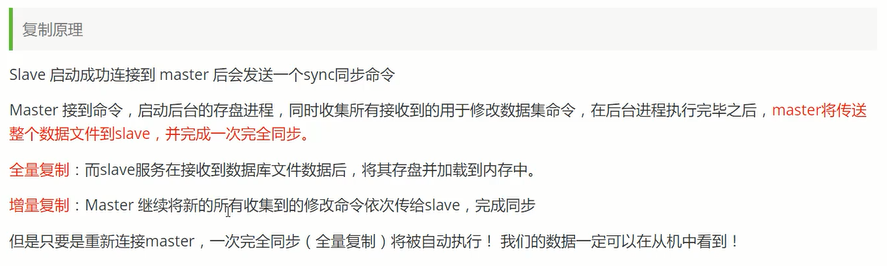 复制原理
Slave 启动成功连接到 master 后会发送一个sync同步命令
Master 接到命令，启动后台的存盘进程，同时收集所有接收到的用于修改数据集命令，在后台进程执行完毕之后，master将传送
整个数据文件到slave，并完成一次完全同步。
全量复制：而slave服务在接收到数据库文件数据后，将其存盘并加载到内存中。
增量复制：Master 继续将新的所有收集到的修改命令依次传给slave，完成同步
但是只要是重新连接master，一次完全同步（全量复制）将被自动执行！ 我们的数据一定可以在从机中看到！